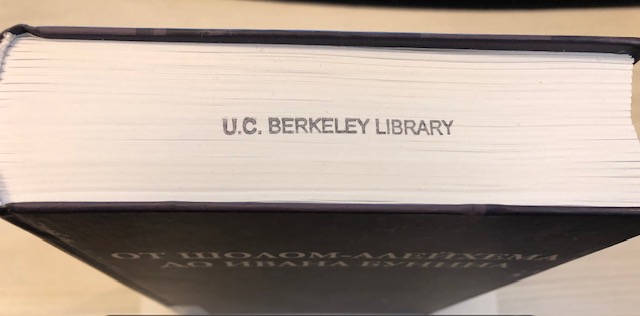 U.C. BERKELEY LIBRARY
ОТ ШОЛОМ-АЛЕЙХЕМА
ДО ИВАНА БУНИНА